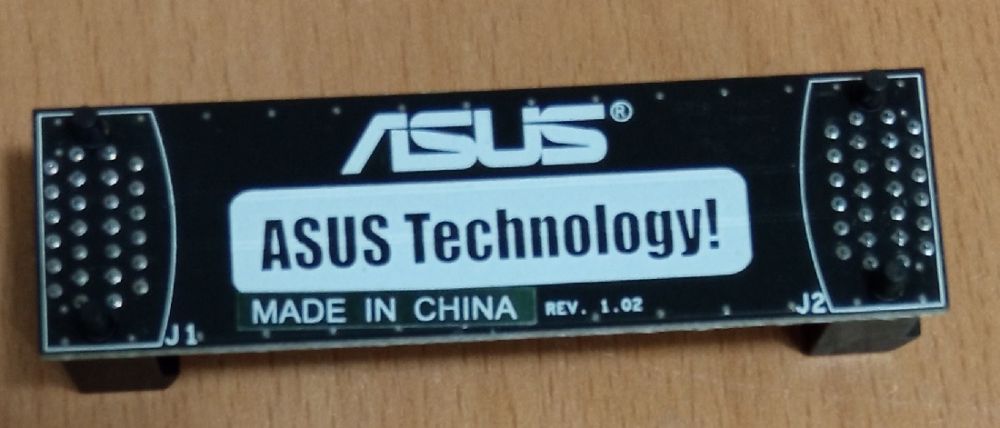 ASUS®
ASUS Technology!
MADE IN CHINA REV. 1.02
J1
J2